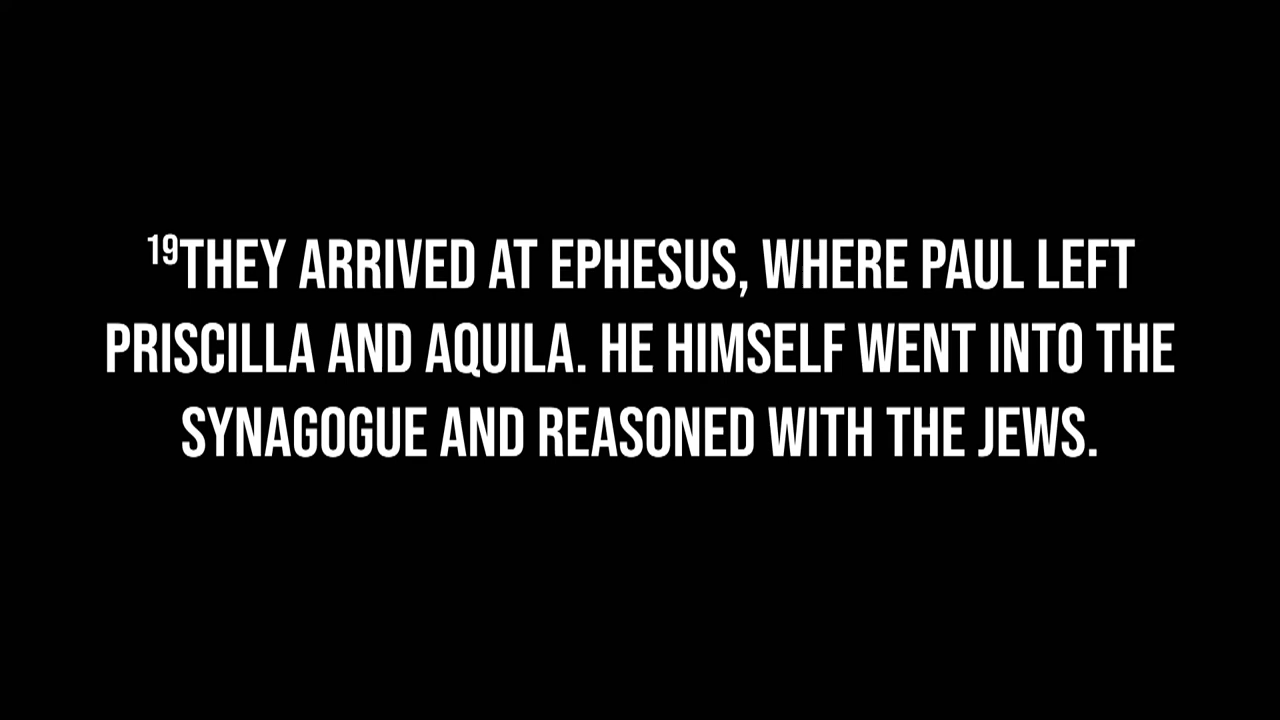 ¹⁹THEY ARRIVED AT EPHESUS, WHERE PAUL LEFT
PRISCILLA AND AQUILA. HE HIMSELF WENT INTO THE
SYNAGOGUE AND REASONED WITH THE JEWS.